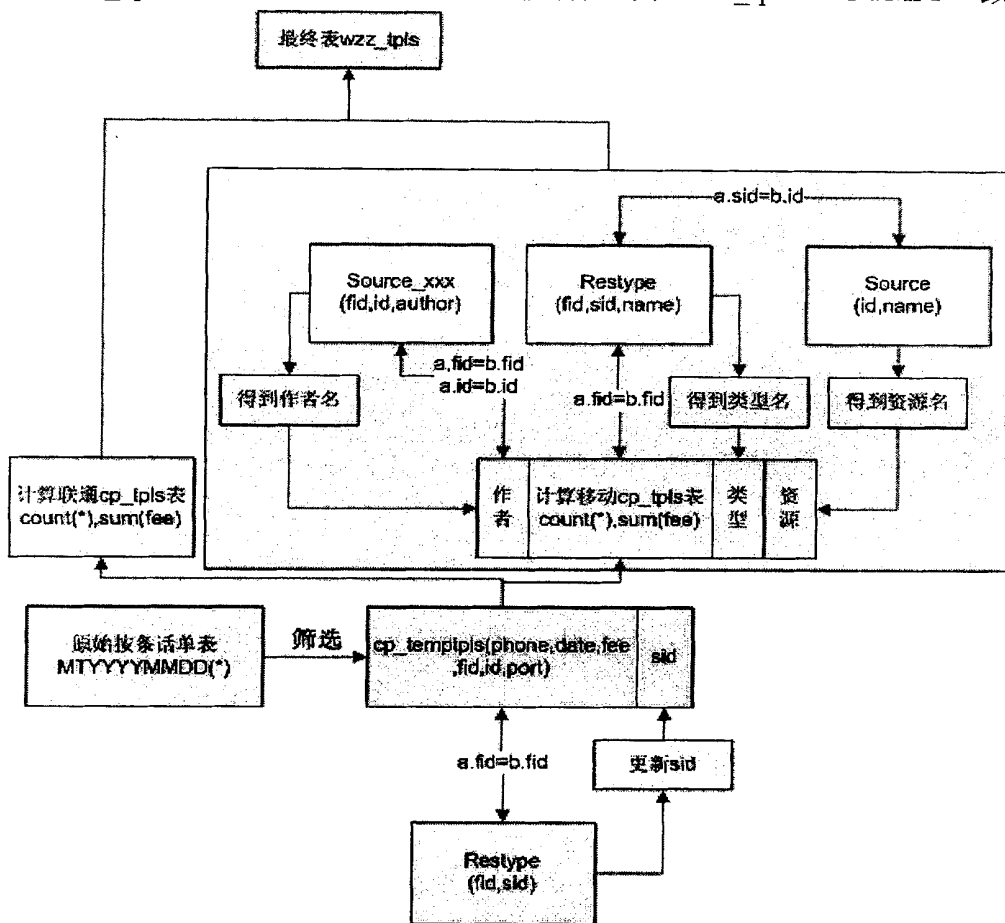 最终表wzz_tpls
a.sid=b.id
Source_xxx
(fid,id,author)
Restype
(fid,sid,name)
Source
(id,name)
a.fid=b.fid
a.id=b.id
得到作者名
a.fid=b.fid
得到类型名
得到资源名
计算联通cp_tpls表
count(*),sum(fee)
作者
计算移动cp_tpls表
count(*),sum(fee)
类型
资源
原始按条话单表
MTYYYYMMDD(*)
筛选
cp_temptpls(phone,date,fee
,fid,id,port)
sid
a.fid=b.fid
更新sid
Restype
(fid,sid)